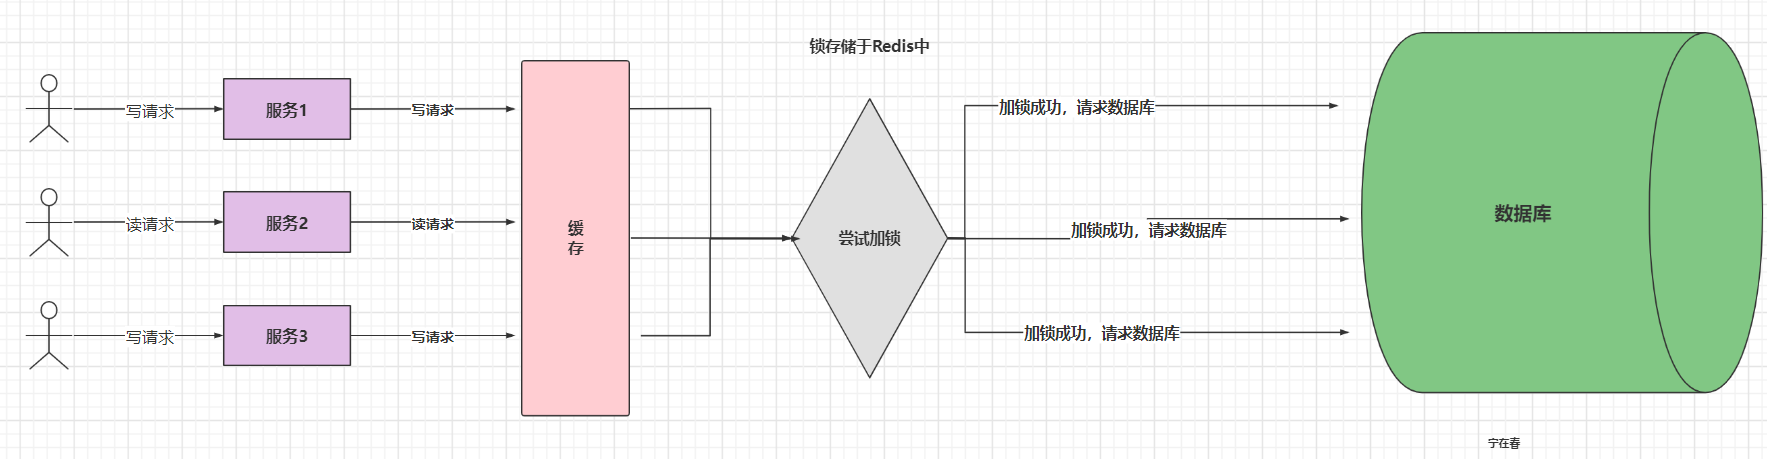 锁存储于Redis中
写请求
服务1
写请求
加锁成功，请求数据库
读请求
服务2
读请求
缓
存
尝试加锁
加锁成功，请求数据库
数据库
写请求
服务3
写请求
加锁成功，请求数据库
宁在春